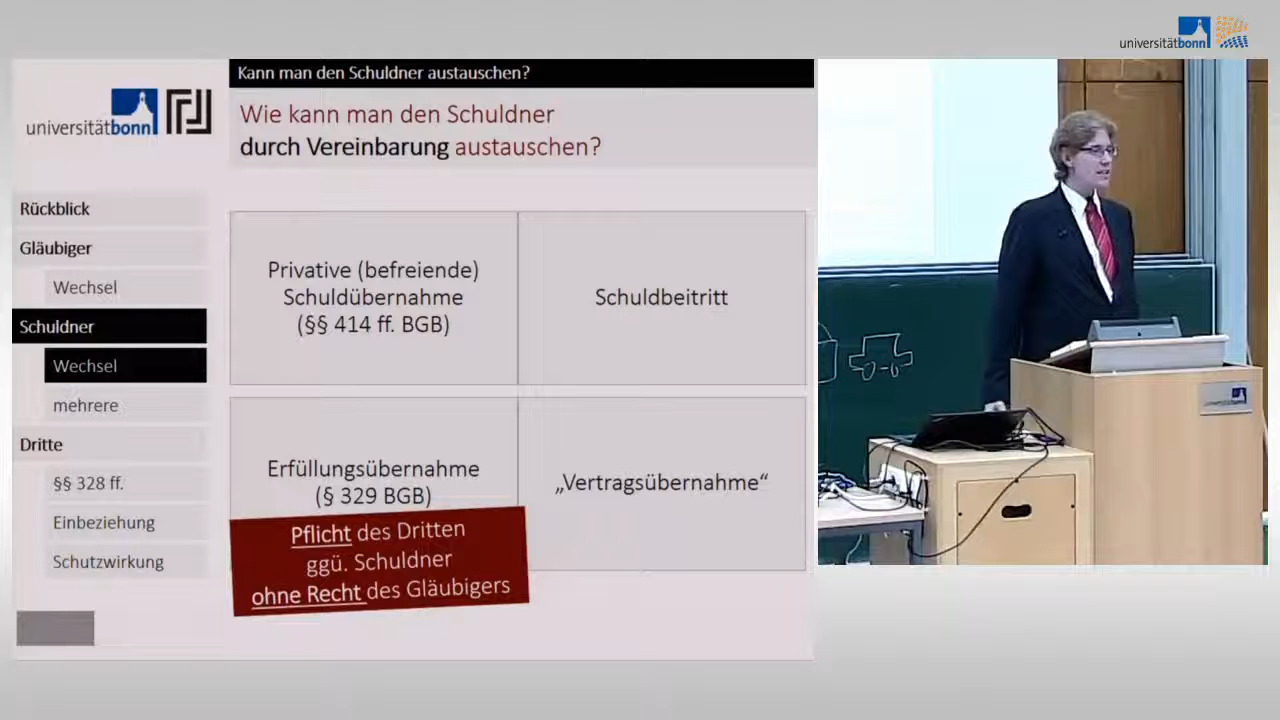 universitätbonn
Kann man den Schuldner austauschen?
universitätbonn
Wie kann man den Schuldner
durch Vereinbarung austauschen?
Rückblick
Gläubiger
Wechsel
Schuldner
Wechsel
mehrere
Dritte
§§ 328 ff.
Einbeziehung
Schutzwirkung
Privative (befreiende)
Schuldübernahme
(§§ 414 ff. BGB)
Schuldbeitritt
Erfüllungsübernahme
(§ 329 BGB)
Pflicht des Dritten
ggü. Schuldner
ohne Recht des Gläubigers
„Vertragsübernahme“
universitätbonn